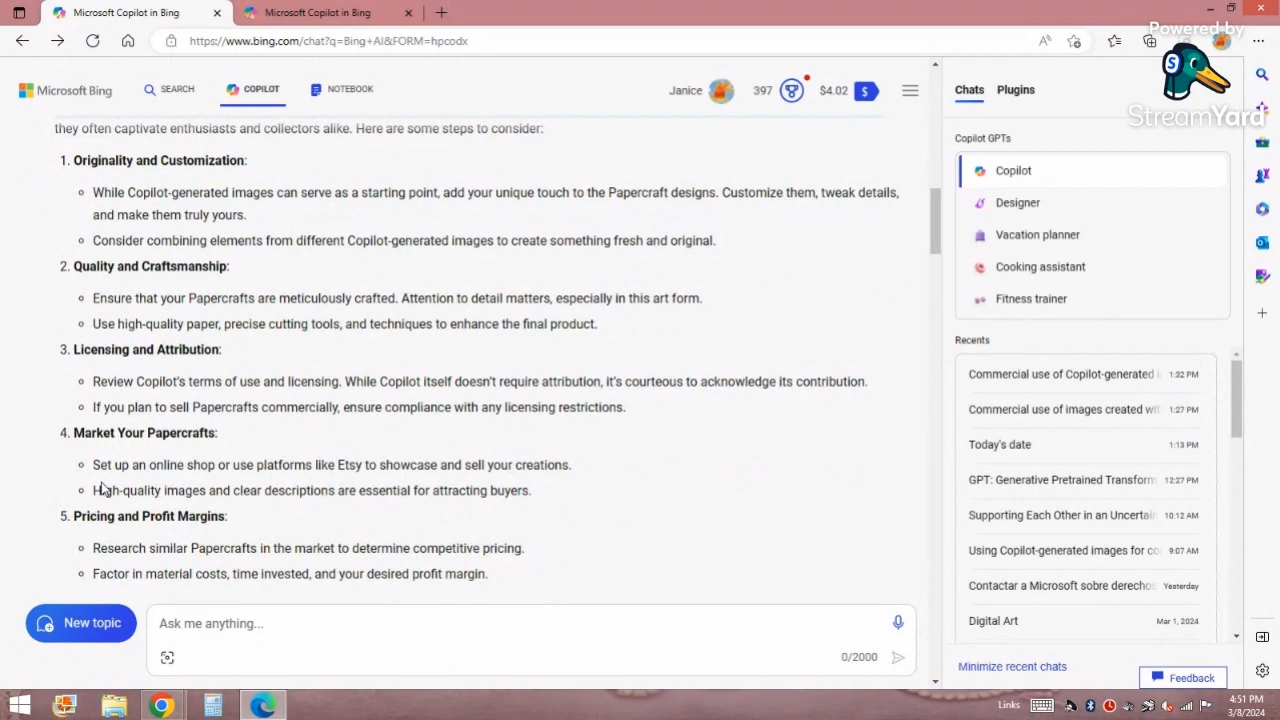 Microsoft Copilot in Bing
Microsoft Copilot in Bing
https://www.bing.com/chat?q=Bing+AI&FORM=hpcodx
Powered by
StreamYard
Microsoft Bing
SEARCH
COPILOT
NOTEBOOK
Janice
397
$4.02
they often captivate enthusiasts and collectors alike. Here are some steps to consider:
1. Originality and Customization:
While Copilot-generated images can serve as a starting point, add your unique touch to the Papercraft designs. Customize them, tweak details,
and make them truly yours.
Consider combining elements from different Copilot-generated images to create something fresh and original.
2. Quality and Craftsmanship:
Ensure that your Papercrafts are meticulously crafted. Attention to detail matters, especially in this art form.
Use high-quality paper, precise cutting tools, and techniques to enhance the final product.
3. Licensing and Attribution:
Review Copilot's terms of use and licensing. While Copilot itself doesn't require attribution, it's courteous to acknowledge its contribution.
If you plan to sell Papercrafts commercially, ensure compliance with any licensing restrictions.
4. Market Your Papercrafts:
Set up an online shop or use platforms like Etsy to showcase and sell your creations.
High-quality images and clear descriptions are essential for attracting buyers.
5. Pricing and Profit Margins:
Research similar Papercrafts in the market to determine competitive pricing.
Factor in material costs, time invested, and your desired profit margin.
New topic
Ask me anything...
0/2000
Chats
Plugins
Copilot GPTs
Copilot
Designer
Vacation planner
Cooking assistant
Fitness trainer
Recents
Commercial use of Copilot-generated i 1:32 PM
Commercial use of images created wit 1:27 PM
Today's date 1:13 PM
GPT: Generative Pretrained Transform 12:27 PM
Supporting Each Other in an Uncertain 10:12 AM
Using Copilot-generated images for co 9:07 AM
Contactar a Microsoft sobre derechos Yesterday
Digital Art Mar 1, 2024
Minimize recent chats
Feedback
Links
4:51 PM
3/8/2024